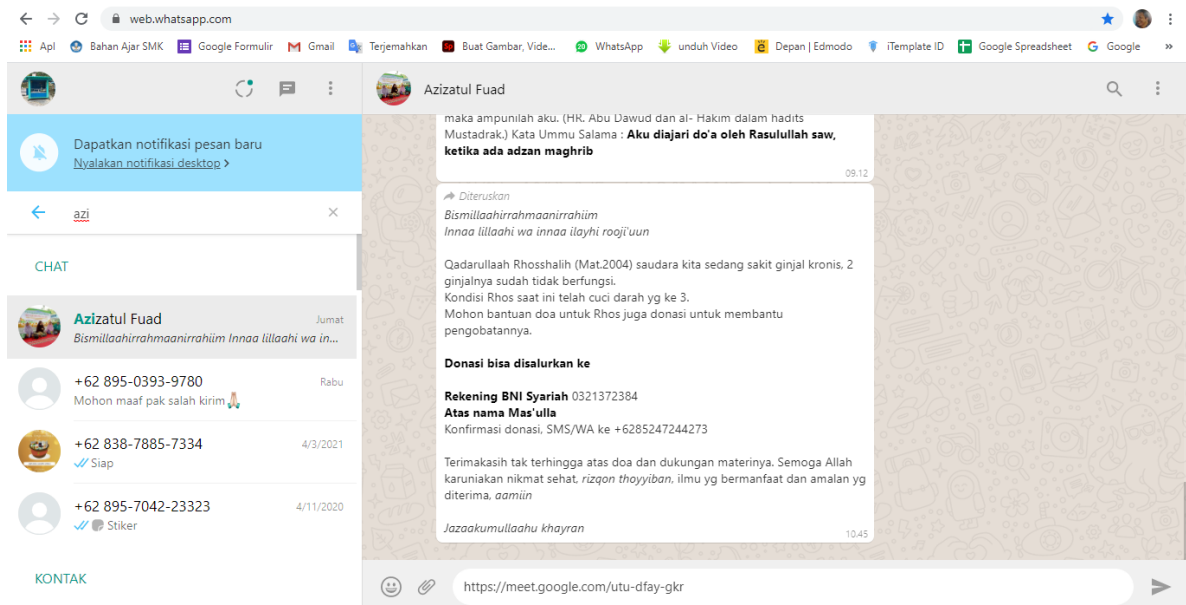 web.whatsapp.com
Apl Bahan Ajar SMK Google Formulir Gmail Terjemahkan Buat Gambar, Vide... WhatsApp unduh Video Depan | Edmodo iTemplate ID Google Spreadsheet Google »
Azizatul Fuad
Dapatkan notifikasi pesan baru
Nyalakan notifikasi desktop >
azi
CHAT
Azizatul Fuad Jumat
Bismillaahirrahmaanirrahiim Innaa lillaahi wa in...
+62 895-0393-9780 Rabu
Mohon maaf pak salah kirim🙏🏻
+62 838-7885-7334 4/3/2021
Siap
+62 895-7042-23323 4/11/2020
Stiker
KONTAK
maka ampunilah aku. (HR. Abu Dawud dan al- Hakim dalam hadits
Mustadrak.) Kata Ummu Salama : Aku diajari do'a oleh Rasulullah saw,
ketika ada adzan maghrib
09.12
Diteruskan
Bismillaahirrahmaanirrahiim
Innaa lillaahi wa innaa ilayhi rooji'uun
Qadarullaah Rhosshalih (Mat.2004) saudara kita sedang sakit ginjal kronis, 2
ginjalnya sudah tidak berfungsi.
Kondisi Rhos saat ini telah cuci darah yg ke 3.
Mohon bantuan doa untuk Rhos juga donasi untuk membantu
pengobatannya.
Donasi bisa disalurkan ke
Rekening BNI Syariah 0321372384
Atas nama Mas'ulla
Konfirmasi donasi, SMS/WA ke +6285247244273
Terimakasih tak terhingga atas doa dan dukungan materinya. Semoga Allah
karuniakan nikmat sehat, rizqon thoyyiban, ilmu yg bermanfaat dan amalan yg
diterima, aamiin
Jazaakumullaahu khayran
10.45
https://meet.google.com/utu-dfay-gkr